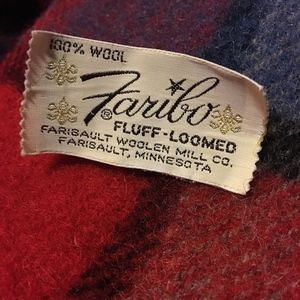 100% WOOL
Faribo
® FLUFF-LOOMED
FARIBAULT WOOLEN MILL CO.
FARIBAULT, MINNESOTA